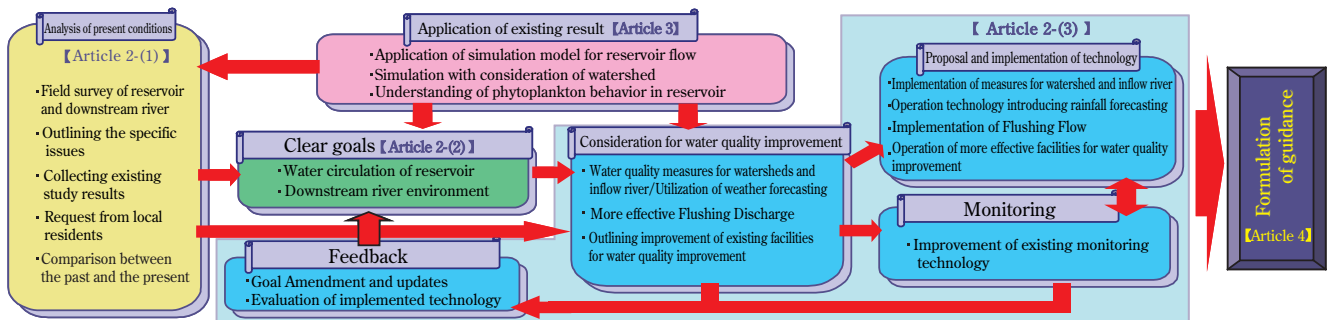 Analysis of present conditions
【Article 2-(1)】
・Field survey of reservoir
and downstream river
・Outlining the specific
issues
・Collecting existing
study results
・Request from local
residents
・Comparison between
the past and the present
Application of existing result【Article 3】
・Application of simulation model for reservoir flow
・Simulation with consideration of watershed
・Understanding of phytoplankton behavior in reservoir
Clear goals【Article 2-(2)】
・Water circulation of reservoir
・Downstream river environment
Feedback
・Goal Amendment and updates
・Evaluation of implemented technology
Consideration for water quality improvement
・Water quality measures for watersheds and
inflow river/Utilization of weather forecasting
・More effective Flushing Discharge
・Outlining improvement of existing facilities
for water quality improvement
【Article 2-(3)】
Proposal and implementation of technology
・Implementation of measures for watershed and inflow river
・Operation technology introducing rainfall forecasting
・Implementation of Flushing Flow
・Operation of more effective facilities for water quality
improvement
Monitoring
・Improvement of existing monitoring
technology
Formulation
of guidance
【Article 4】